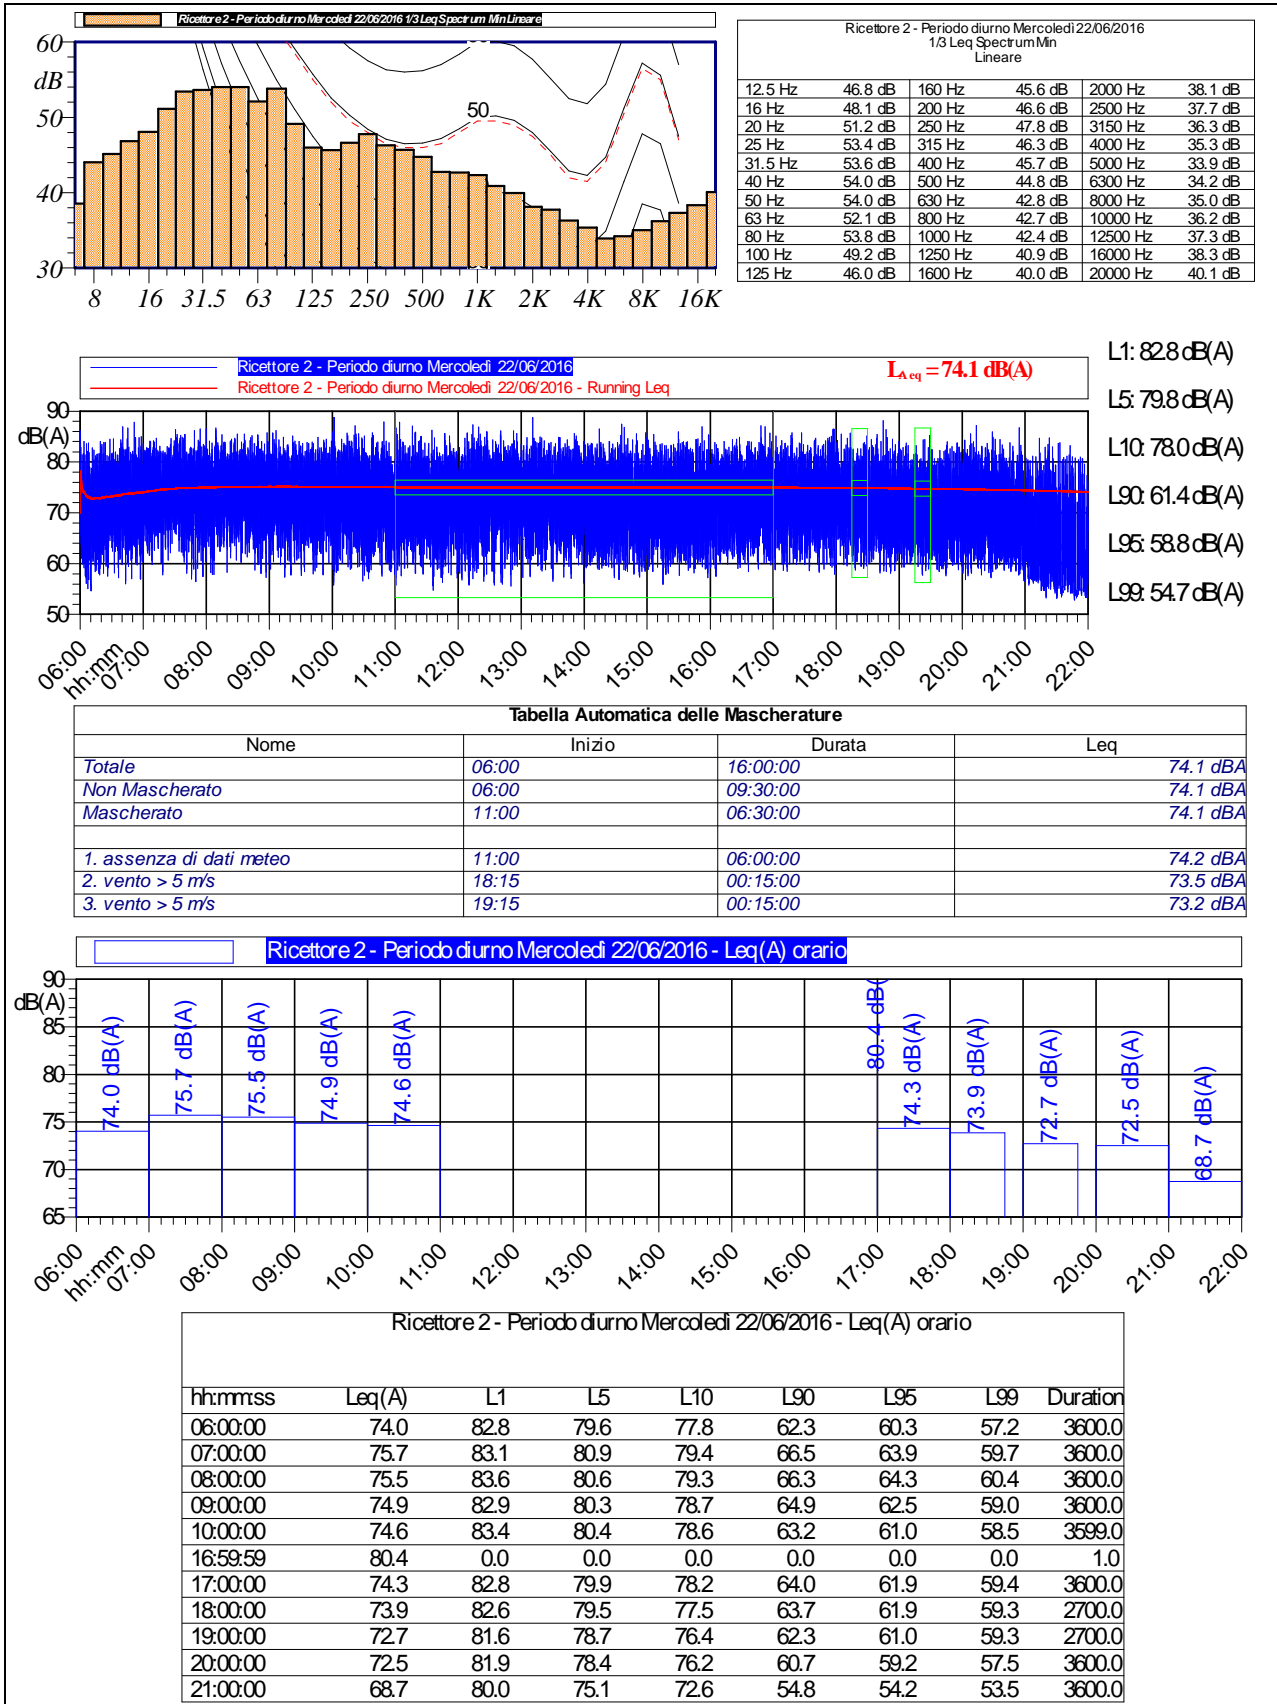 Ricettore 2 - Periodo diurno Mercoledì 22/06/2016 1/3 Leq Spectrum Min Lineare
60
dB
50
40
30
50
8 16 31.5 63 125 250 500 1K 2K 4K 8K 16K
Ricettore 2 - Periodo diurno Mercoledì 22/06/2016
1/3 Leq Spectrum Min
Lineare
12.5 Hz 46.8 dB 160 Hz 45.6 dB 2000 Hz 38.1 dB
16 Hz 48.1 dB 200 Hz 46.6 dB 2500 Hz 37.7 dB
20 Hz 51.2 dB 250 Hz 47.8 dB 3150 Hz 36.3 dB
25 Hz 53.4 dB 315 Hz 46.3 dB 4000 Hz 35.3 dB
31.5 Hz 53.6 dB 400 Hz 45.7 dB 5000 Hz 33.9 dB
40 Hz 54.0 dB 500 Hz 44.8 dB 6300 Hz 34.2 dB
50 Hz 54.0 dB 630 Hz 42.8 dB 8000 Hz 35.0 dB
63 Hz 52.1 dB 800 Hz 42.7 dB 10000 Hz 36.2 dB
80 Hz 53.8 dB 1000 Hz 42.4 dB 12500 Hz 37.3 dB
100 Hz 49.2 dB 1250 Hz 40.9 dB 16000 Hz 38.3 dB
125 Hz 46.0 dB 1600 Hz 40.0 dB 20000 Hz 40.1 dB
Ricettore 2 - Periodo diurno Mercoledì 22/06/2016
Ricettore 2 - Periodo diurno Mercoledì 22/06/2016 - Running Leq
LAeq = 74.1 dB(A)
L1: 82.8 dB(A)
L5: 79.8 dB(A)
L10: 78.0 dB(A)
L90: 61.4 dB(A)
L95: 58.8 dB(A)
L99: 54.7 dB(A)
90
dB(A)
80
70
60
50
06:00 hh:mm 07:00 08:00 09:00 10:00 11:00 12:00 13:00 14:00 15:00 16:00 17:00 18:00 19:00 20:00 21:00 22:00
Tabella Automatica delle Mascherature
Nome Inizio Durata Leq
Totale 06:00 16:00:00 74.1 dBA
Non Mascherato 06:00 09:30:00 74.1 dBA
Mascherato 11:00 06:30:00 74.1 dBA
1. assenza di dati meteo 11:00 06:00:00 74.2 dBA
2. vento > 5 m/s 18:15 00:15:00 73.5 dBA
3. vento > 5 m/s 19:15 00:15:00 73.2 dBA
Ricettore 2 - Periodo diurno Mercoledì 22/06/2016 - Leq(A) orario
90
dB(A)
85
80
75
70
65
74.0 dB(A) 75.7 dB(A) 75.5 dB(A) 74.9 dB(A) 74.6 dB(A) 80.4 dB( 74.3 dB(A) 73.9 dB(A) 72.7 dB(A) 72.5 dB(A) 68.7 dB(A)
06:00 hh:mm 07:00 08:00 09:00 10:00 11:00 12:00 13:00 14:00 15:00 16:00 17:00 18:00 19:00 20:00 21:00 22:00
Ricettore 2 - Periodo diurno Mercoledì 22/06/2016 - Leq(A) orario
hh:mm:ss Leq(A) L1 L5 L10 L90 L95 L99 Duration
06:00:00 74.0 82.8 79.6 77.8 62.3 60.3 57.2 3600.0
07:00:00 75.7 83.1 80.9 79.4 66.5 63.9 59.7 3600.0
08:00:00 75.5 83.6 80.6 79.3 66.3 64.3 60.4 3600.0
09:00:00 74.9 82.9 80.3 78.7 64.9 62.5 59.0 3600.0
10:00:00 74.6 83.4 80.4 78.6 63.2 61.0 58.5 3599.0
16:59:59 80.4 0.0 0.0 0.0 0.0 0.0 0.0 1.0
17:00:00 74.3 82.8 79.9 78.2 64.0 61.9 59.4 3600.0
18:00:00 73.9 82.6 79.5 77.5 63.7 61.9 59.3 2700.0
19:00:00 72.7 81.6 78.7 76.4 62.3 61.0 59.3 2700.0
20:00:00 72.5 81.9 78.4 76.2 60.7 59.2 57.5 3600.0
21:00:00 68.7 80.0 75.1 72.6 54.8 54.2 53.5 3600.0